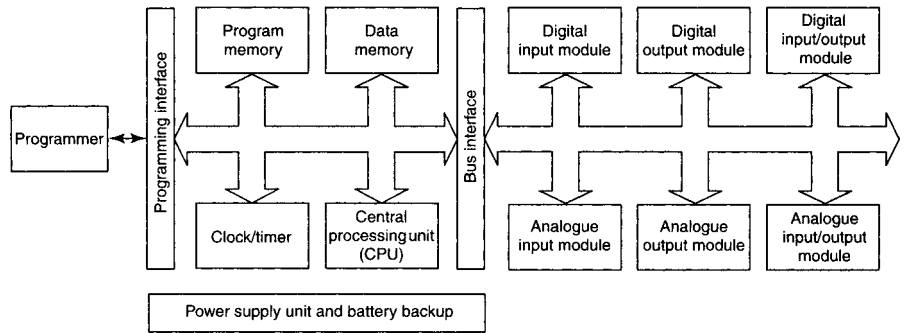 Programmer
Programming interface
Program
memory
Data
memory
Clock/timer
Central
processing unit
(CPU)
Bus interface
Digital
input module
Digital
output module
Digital
input/output
module
Analogue
input module
Analogue
output module
Analogue
input/output
module
Power supply unit and battery backup